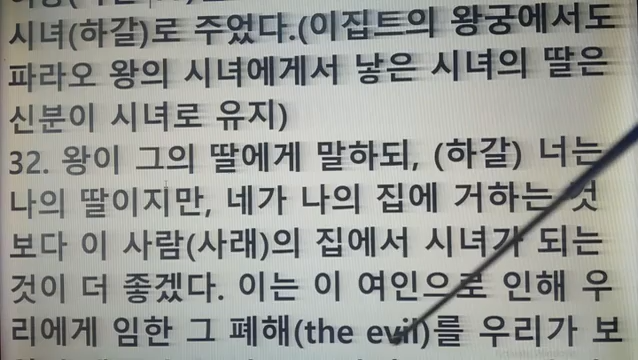 시녀(하갈)로 주었다.(이집트의 왕궁에서도
파라오 왕의 시녀에게서 낳은 시녀의 딸은
신분이 시녀로 유지)
32. 왕이 그의 딸에게 말하되, (하갈) 너는
나의 딸이지만, 네가 나의 집에 거하는 것
보다 이 사람(사래)의 집에서 시녀가 되는
것이 더 좋겠다. 이는 이 여인으로 인해 우
리에게 임한 그 폐해(the evil)를 우리가 보